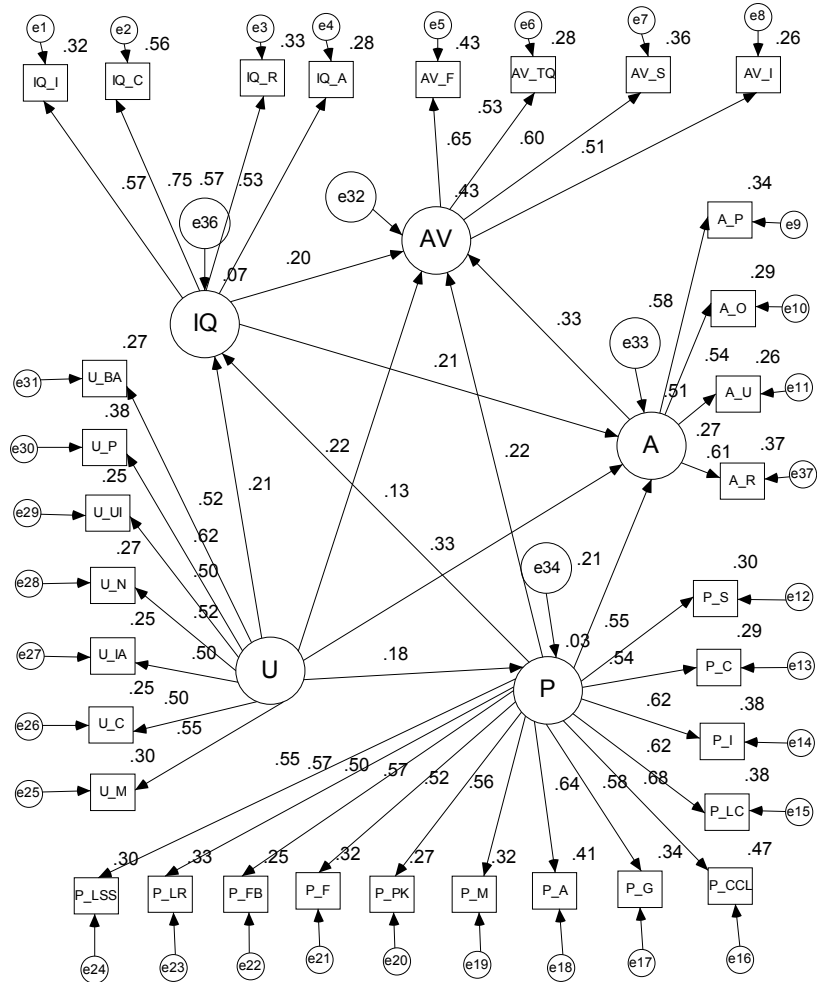 e1
e2
e3
e4
e5
e6
e7
e8
.32
.56
.33
.28
.43
.28
.36
.26
IQ_I
IQ_C
IQ_R
IQ_A
AV_F
AV_TQ
AV_S
AV_I
.57
.75
.57
.53
.65
.53
.60
.51
e36
e32
.43
AV
.34
A_P
e9
.07
.20
IQ
.29
.58
A_O
e10
.33
e33
.27
.21
.54
.26
e31
U_BA
.51
A_U
e11
.38
.27
.37
e30
U_P
A
.61
A_R
e37
.25
.22
.22
e29
U_UI
.52
.21
.13
.62
.33
.27
e34
.21
.30
e28
U_N
.50
.55
P_S
e12
.25
.52
.03
.29
e27
U_IA
.50
U
.18
.54
P_C
e13
.25
P
.50
.62
.38
e26
U_C
.55
P_I
e14
.30
.62
.38
e25
U_M
.55
.57
.50
.57
.52
.56
.64
.58
.68
P_LC
e15
.30
.33
.25
.32
.27
.32
.41
.34
.47
P_LSS
P_LR
P_FB
P_F
P_PK
P_M
P_A
P_G
P_CCL
e24
e23
e22
e21
e20
e19
e18
e17
e16